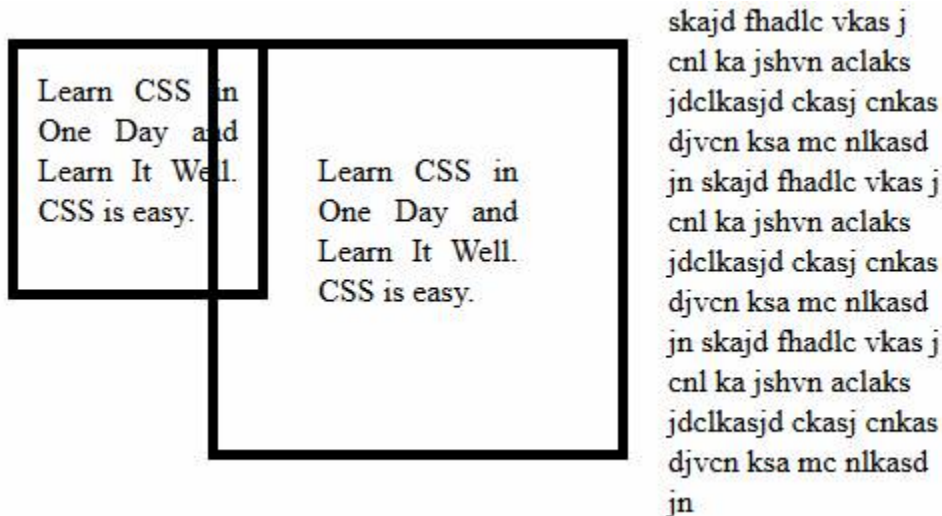 Learn CSS in
One Day and
Learn It Well.
CSS is easy.
Learn CSS in
One Day and
Learn It Well.
CSS is easy.
skajd fhadlc vkas j
cnl ka jshvn aclaks
jdclkasjd ckasj cnkas
djvcn ksa mc nlkasd
jn skajd fhadlc vkas j
cnl ka jshvn aclaks
jdclkasjd ckasj cnkas
djvcn ksa mc nlkasd
jn skajd fhadlc vkas j
cnl ka jshvn aclaks
jdclkasjd ckasj cnkas
djvcn ksa mc nlkasd
jn